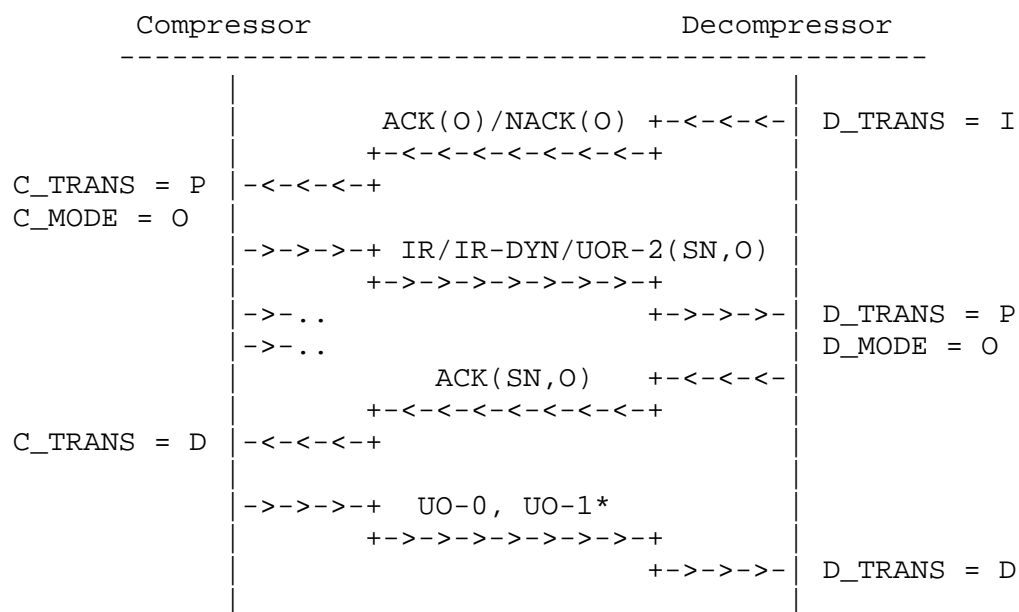 Compressor                     Decompressor
----------------------------------------------
|                                |
|        ACK(O)/NACK(O) +-<-<-<-| D_TRANS = I
|       +-<-<-<-<-<-<-<-+       |
C_TRANS = P |-<-<-<-+                        |
C_MODE = O |                                |
|->->->-+ IR/IR-DYN/UOR-2(SN,O) |
|       +->->->->->->->-+       |
|->-..                  +->->->-| D_TRANS = P
|->-..                          | D_MODE = O
|           ACK(SN,O)   +-<-<-<-|
|       +-<-<-<-<-<-<-<-+       |
C_TRANS = D |-<-<-<-+                        |
|                                |
|->->->-+  UO-0, UO-1*          |
|       +->->->->->->->-+       |
|                       +->->->-| D_TRANS = D
|                                |